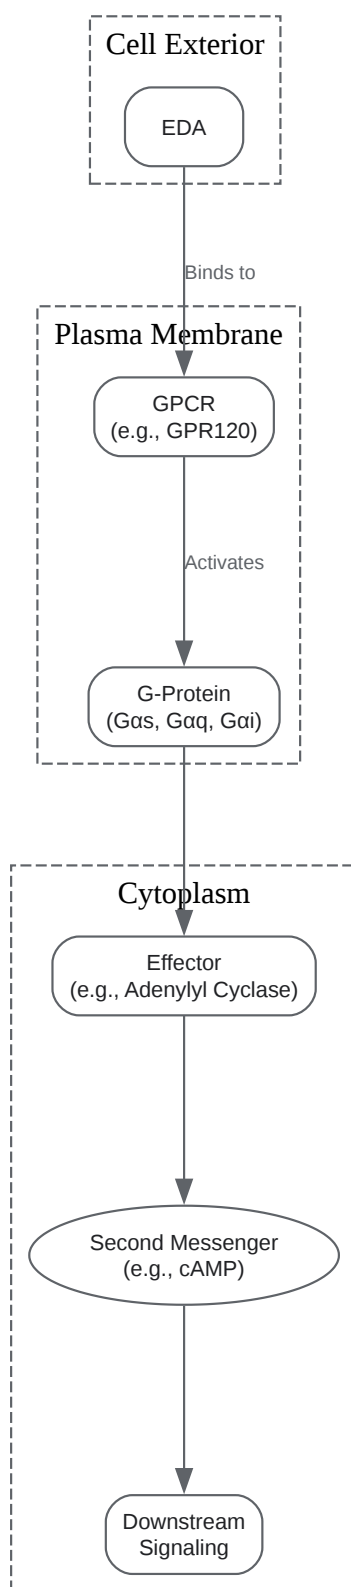 Cell Exterior
EDA
Binds to
Plasma Membrane
GPCR
(e.g., GPR120)
Activates
G-Protein
(Gαs, Gαq, Gαi)
Cytoplasm
Effector
(e.g., Adenylyl Cyclase)
Second Messenger
(e.g., cAMP)
Downstream
Signaling